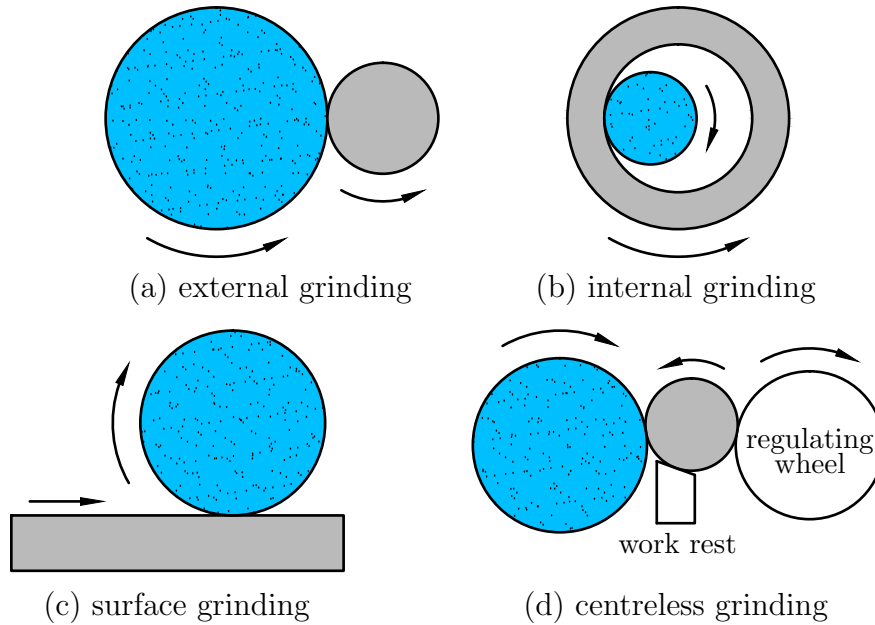 (a) external grinding
(b) internal grinding
regulating
wheel
work rest
(c) surface grinding
(d) centreless grinding